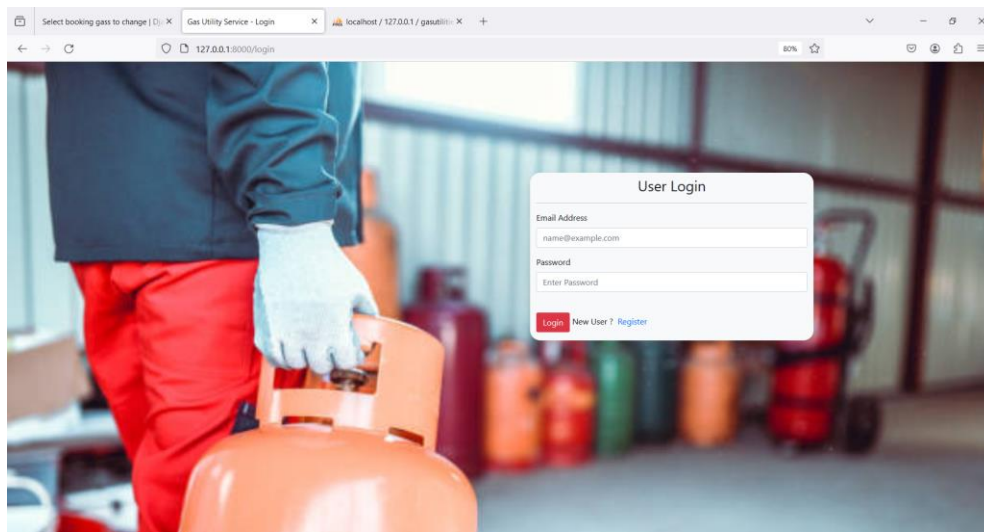 Select booking gass to change | Dj
Gas Utility Service - Login
localhost / 127.0.0.1 / gasutilitie
127.0.0.1:8000/login
80%
User Login
Email Address
name@example.com
Password
Enter Password
Login New User ? Register